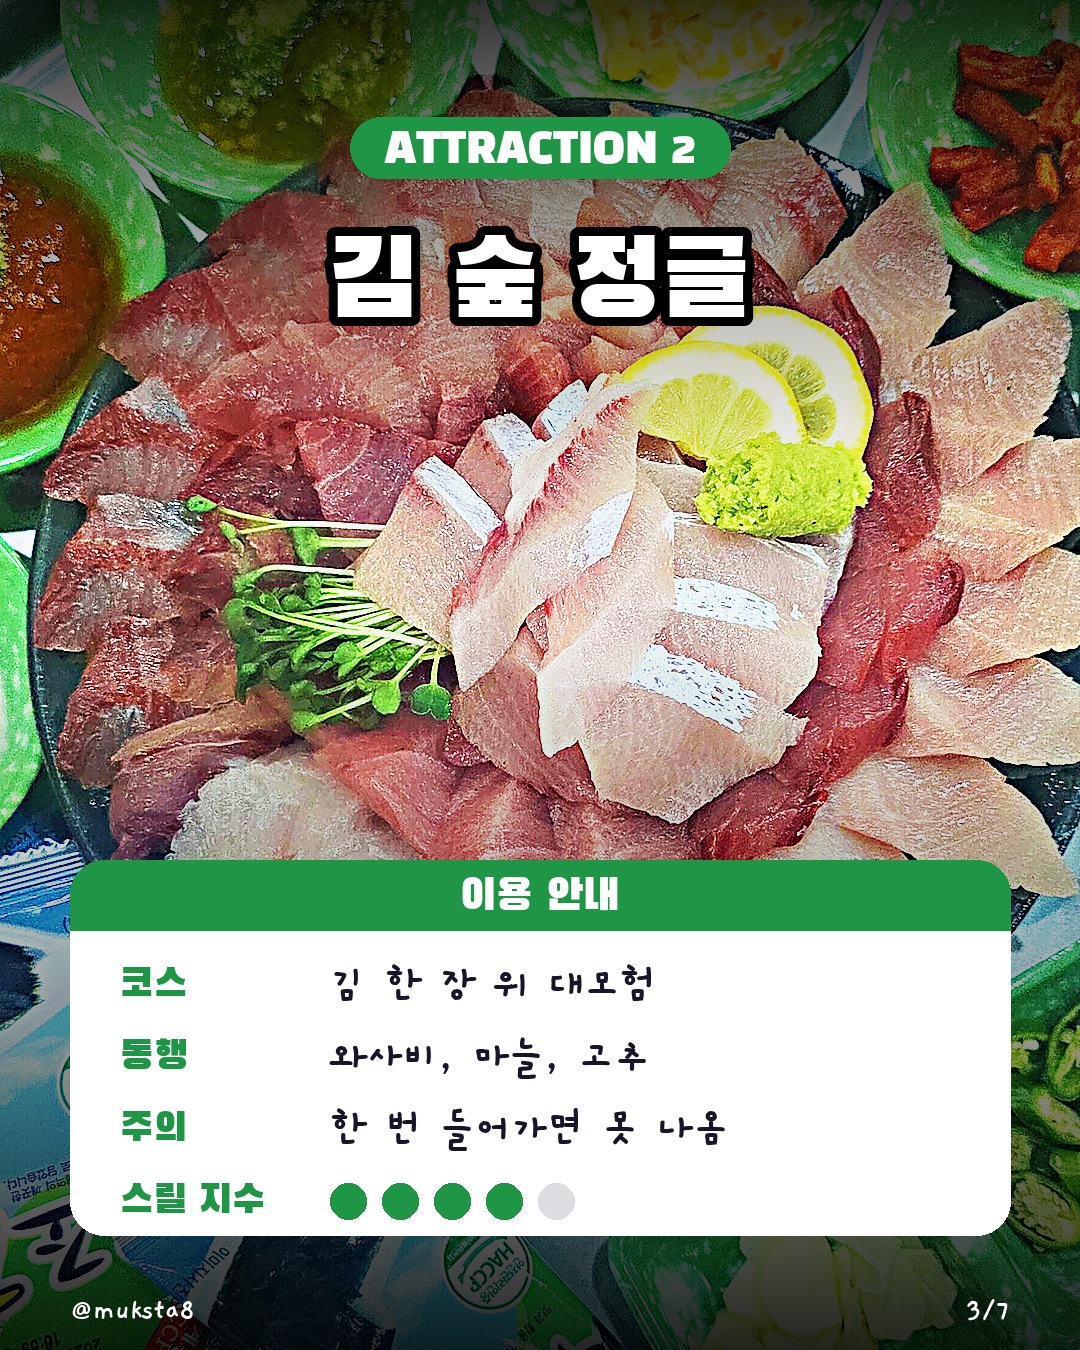 ATTRACTION 2
김 숲 정글
이용 안내
코스 김 한 장 위 대모험
동행 와사비, 마늘, 고추
주의 한 번 들어가면 못 나옴
스릴 지수
HACCP
@muksta8
3/7